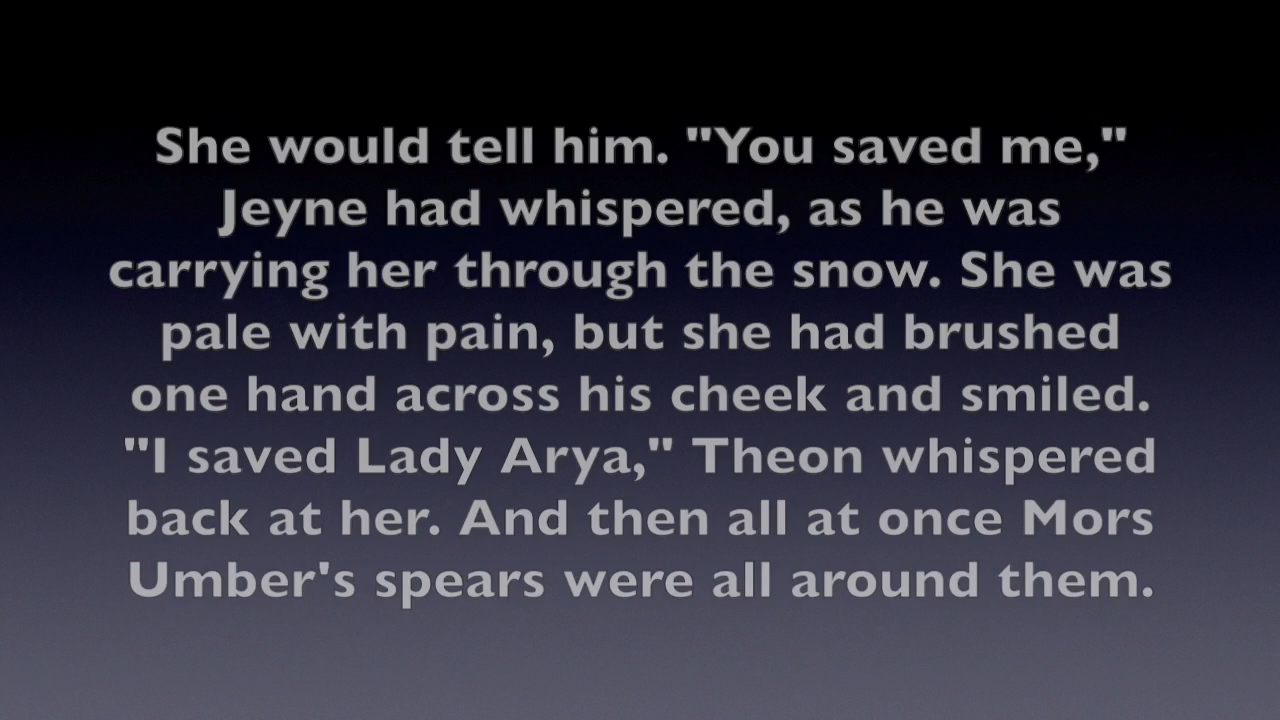 She would tell him. "You saved me,"
Jeyne had whispered, as he was
carrying her through the snow. She was
pale with pain, but she had brushed
one hand across his cheek and smiled.
"I saved Lady Arya," Theon whispered
back at her. And then all at once Mors
Umber's spears were all around them.